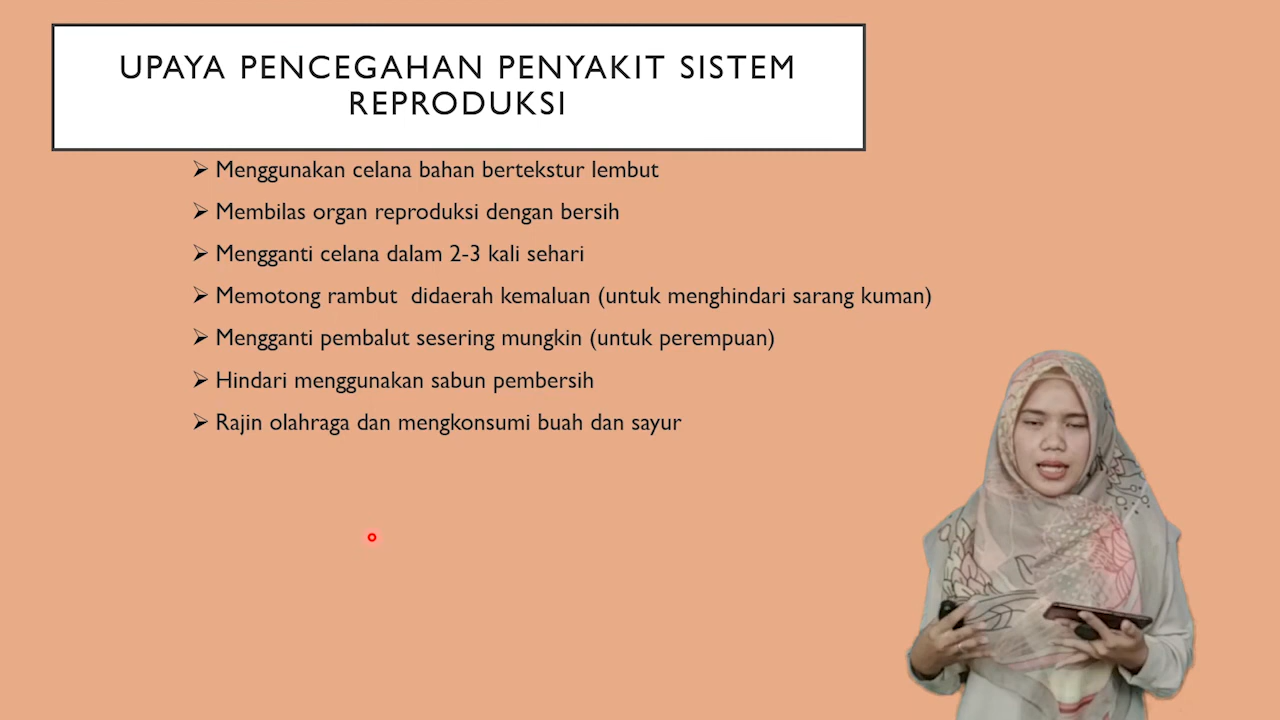 UPAYA PENCEGAHAN PENYAKIT SISTEM
REPRODUKSI
Menggunakan celana bahan bertekstur lembut
Membilas organ reproduksi dengan bersih
Mengganti celana dalam 2-3 kali sehari
Memotong rambut didaerah kemaluan (untuk menghindari sarang kuman)
Mengganti pembalut sesering mungkin (untuk perempuan)
Hindari menggunakan sabun pembersih
Rajin olahraga dan mengkonsumi buah dan sayur